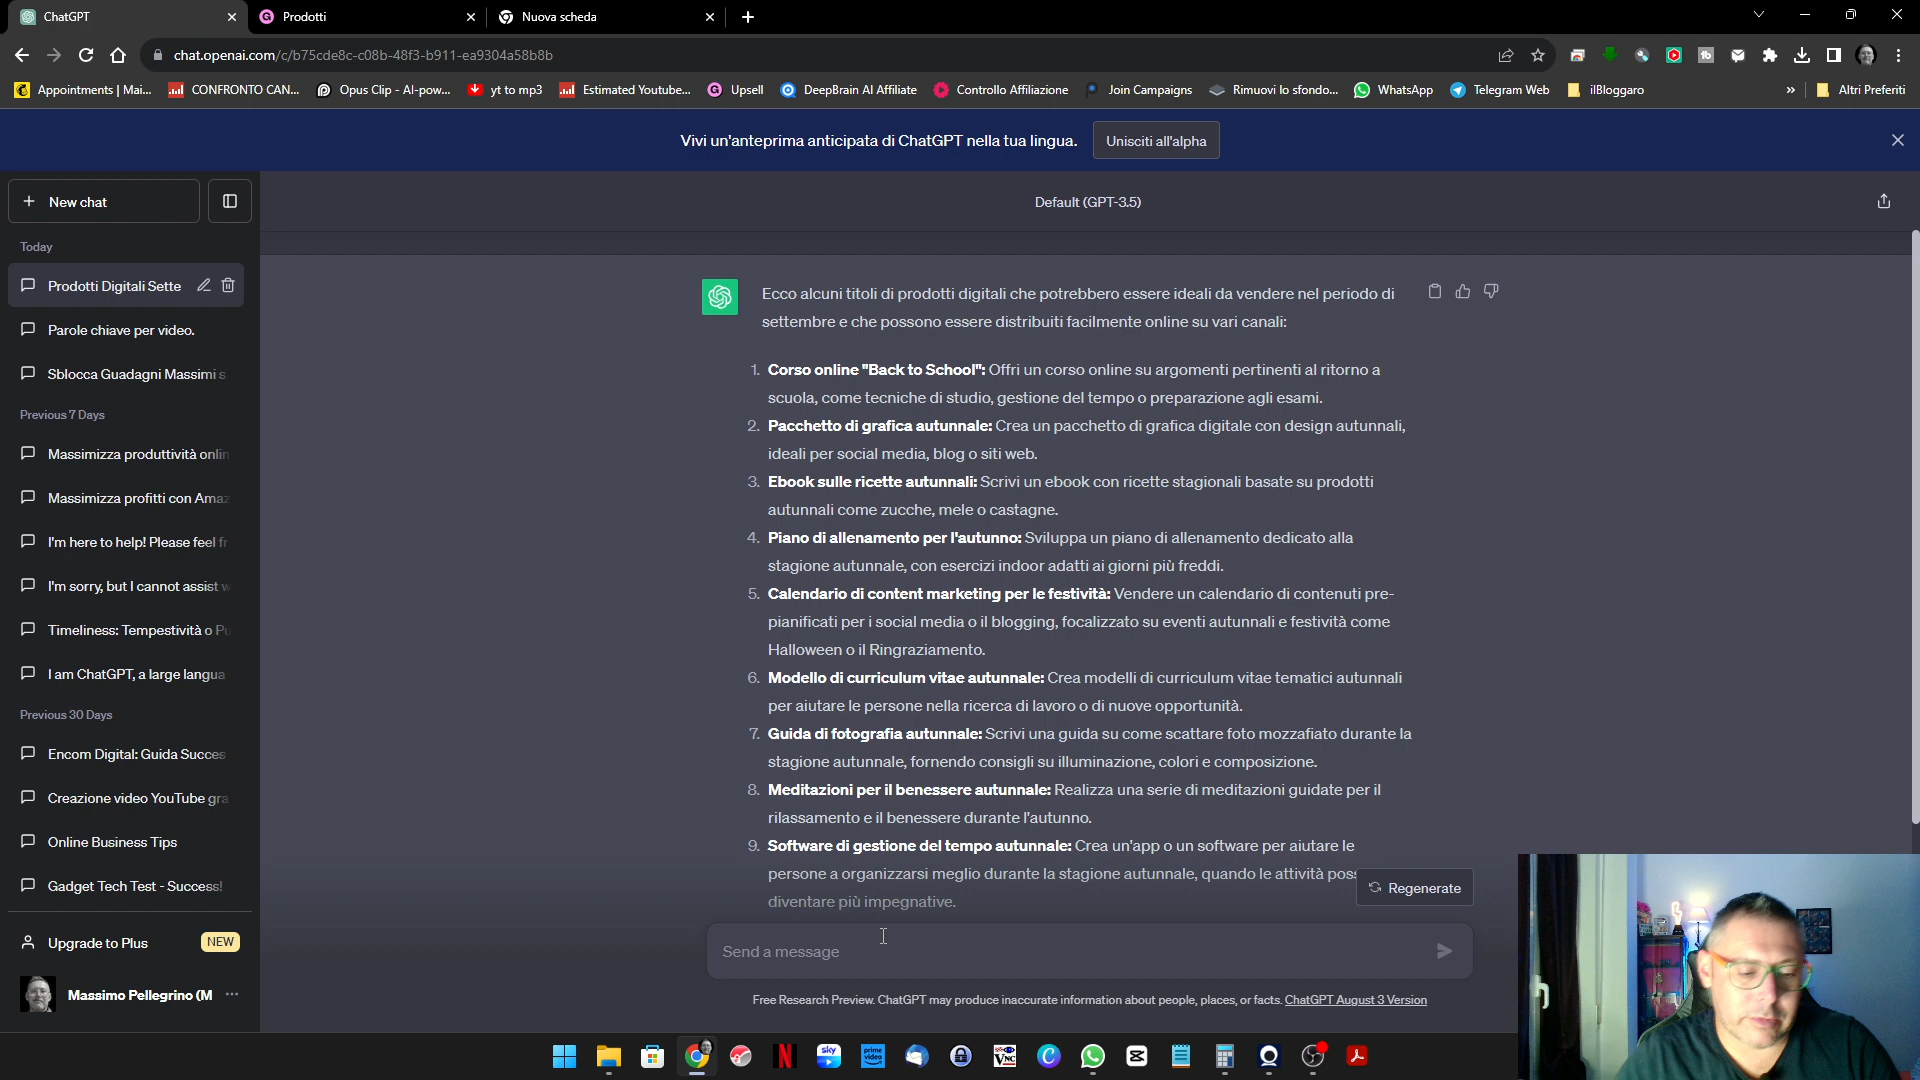 ChatGPT
Prodotti
Nuova scheda
chat.openai.com/c/b75cde8c-c08b-48f3-b911-ea9304a58b8b
Appointments | Mai...
CONFRONTO CAN...
Opus Clip - AI-pow...
yt to mp3
Estimated Youtube...
Upsell
DeepBrain AI Affiliate
Controllo Affiliazione
Join Campaigns
Rimuovi lo sfondo...
WhatsApp
Telegram Web
ilBloggaro
»
Altri Preferiti
Vivi un'anteprima anticipata di ChatGPT nella tua lingua.
Unisciti all'alpha
New chat
Default (GPT-3.5)
Today
Prodotti Digitali Sette
Parole chiave per video.
Sblocca Guadagni Massimi s
Previous 7 Days
Massimizza produttività onlin
Massimizza profitti con Amaz
I'm here to help! Please feel fr
I'm sorry, but I cannot assist w
Timeliness: Tempestività o Pu
I am ChatGPT, a large langua
Previous 30 Days
Encom Digital: Guida Succes
Creazione video YouTube gra
Online Business Tips
Gadget Tech Test - Success!
Upgrade to Plus
NEW
Massimo Pellegrino (M
Ecco alcuni titoli di prodotti digitali che potrebbero essere ideali da vendere nel periodo di
settembre e che possono essere distribuiti facilmente online su vari canali:
1. Corso online "Back to School": Offri un corso online su argomenti pertinenti al ritorno a
scuola, come tecniche di studio, gestione del tempo o preparazione agli esami.
2. Pacchetto di grafica autunnale: Crea un pacchetto di grafica digitale con design autunnali,
ideali per social media, blog o siti web.
3. Ebook sulle ricette autunnali: Scrivi un ebook con ricette stagionali basate su prodotti
autunnali come zucche, mele o castagne.
4. Piano di allenamento per l'autunno: Sviluppa un piano di allenamento dedicato alla
stagione autunnale, con esercizi indoor adatti ai giorni più freddi.
5. Calendario di content marketing per le festività: Vendere un calendario di contenuti pre-
pianificati per i social media o il blogging, focalizzato su eventi autunnali e festività come
Halloween o il Ringraziamento.
6. Modello di curriculum vitae autunnale: Crea modelli di curriculum vitae tematici autunnali
per aiutare le persone nella ricerca di lavoro o di nuove opportunità.
7. Guida di fotografia autunnale: Scrivi una guida su come scattare foto mozzafiato durante la
stagione autunnale, fornendo consigli su illuminazione, colori e composizione.
8. Meditazioni per il benessere autunnale: Realizza una serie di meditazioni guidate per il
rilassamento e il benessere durante l'autunno.
9. Software di gestione del tempo autunnale: Crea un'app o un software per aiutare le
persone a organizzarsi meglio durante la stagione autunnale, quando le attività poss
diventare più impegnative.
Regenerate
Send a message
Free Research Preview. ChatGPT may produce inaccurate information about people, places, or facts. ChatGPT August 3 Version
sky
prime video